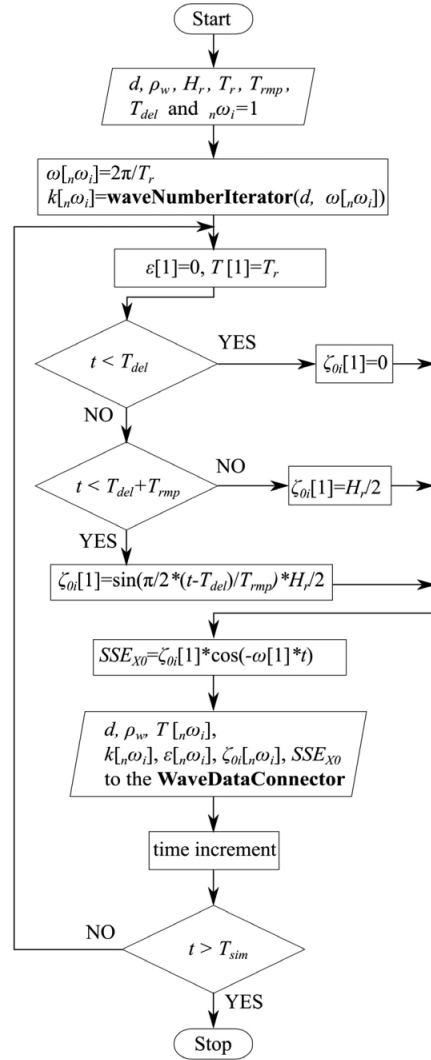 Start
d, ρw, Hr, Tr, Trmp,
Tdel and nωi=1
ω[nωi]=2π/Tr
k[nωi]=waveNumberIterator(d, ω[nωi])
ε[1]=0, T[1]=Tr
t < Tdel
YES
ζ0i[1]=0
NO
t < Tdel+Trmp
NO
ζ0i[1]=Hr/2
YES
ζ0i[1]=sin(π/2*(t-Tdel)/Trmp)*Hr/2
SSEX0=ζ0i[1]*cos(-ω[1]*t)
d, ρw, T[nωi],
k[nωi], ε[nωi], ζ0i[nωi], SSEX0
to the WaveDataConnector
time increment
NO
t > Tsim
YES
Stop